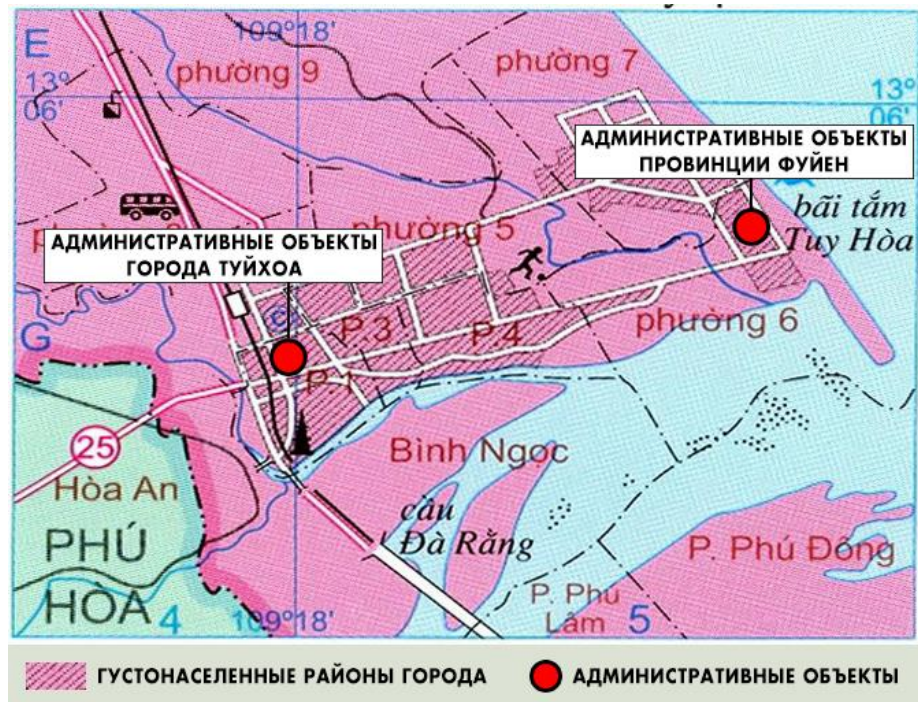 E
109° 18'
phường 9
phường 7
13°
06'
13°
06'
АДМИНИСТРАТИВНЫЕ ОБЪЕКТЫ
ПРОВИНЦИИ ФУЙЕН
bãi tắm
Tuy Hòa
phường 5
АДМИНИСТРАТИВНЫЕ ОБЪЕКТЫ
ГОРОДА ТУЙХОА
G
P.3
P.4
phường 6
P.1
25
Bình Ngọc
Hòa An
cầu
Đà Rằng
PHÚ
HÒA
P. Phú Đông
P. Phú
Lâm
4
109° 18'
5
ГУСТОНАСЕЛЕННЫЕ РАЙОНЫ ГОРОДА
АДМИНИСТРАТИВНЫЕ ОБЪЕКТЫ